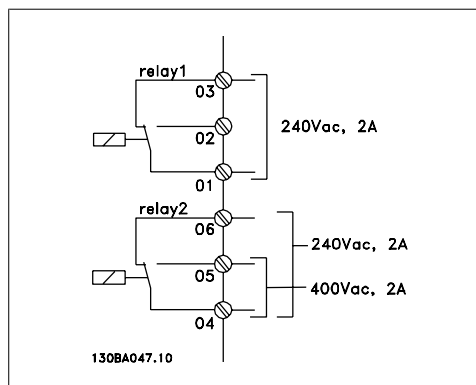 relay1
03
02
240Vac, 2A
01
relay2
06
240Vac, 2A
05
400Vac, 2A
04
130BA047.10